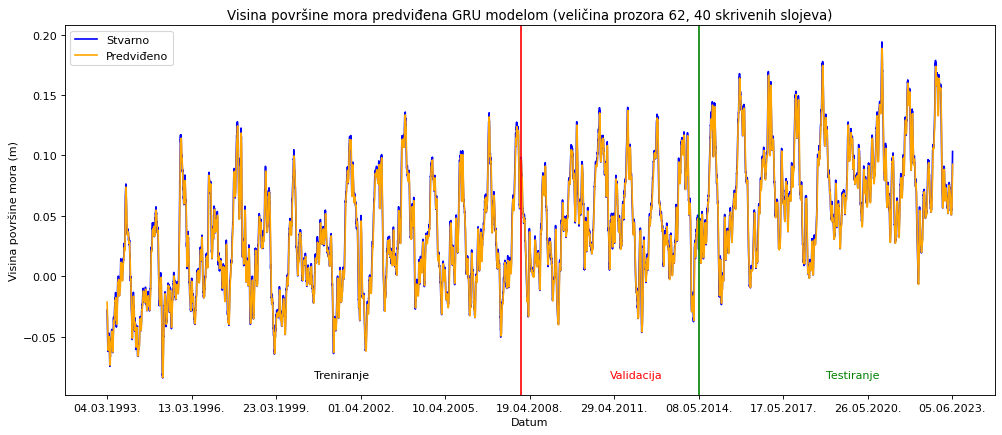 Visina površine mora predviđena GRU modelom (veličina prozora 62, 40 skrivenih slojeva)
Stvarno
Predviđeno
Visina površine mora (m)
0.20
0.15
0.10
0.05
0.00
−0.05
Treniranje
Validacija
Testiranje
04.03.1993.
13.03.1996.
23.03.1999.
01.04.2002.
10.04.2005.
19.04.2008.
29.04.2011.
08.05.2014.
17.05.2017.
26.05.2020.
05.06.2023.
Datum